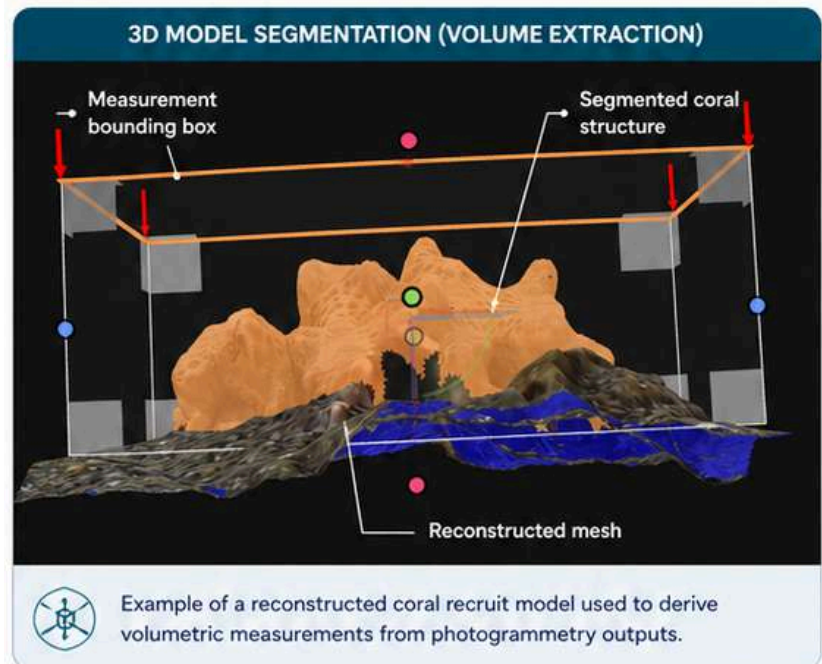 3D MODEL SEGMENTATION (VOLUME EXTRACTION)
Measurement
bounding box
Segmented coral
structure
Reconstructed mesh
Example of a reconstructed coral recruit model used to derive
volumetric measurements from photogrammetry outputs.